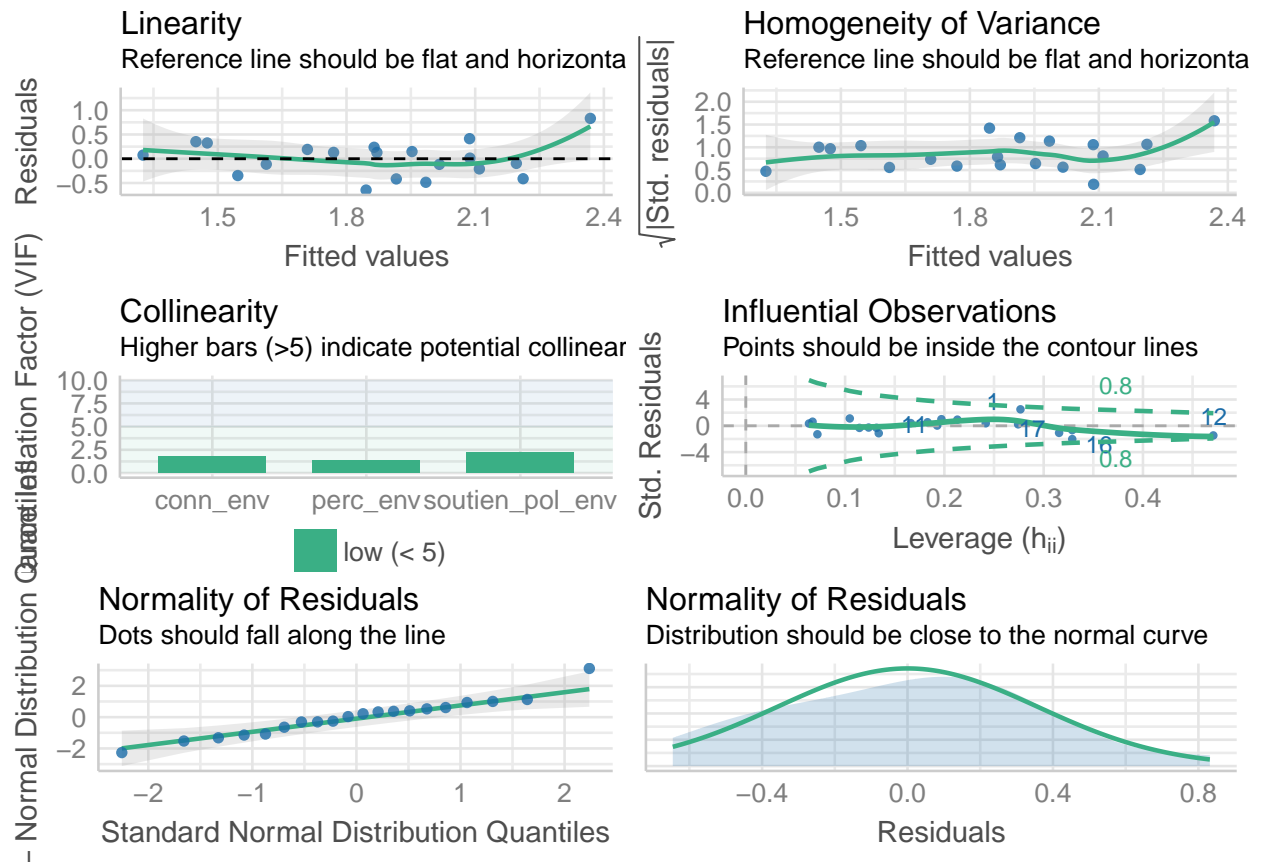 Linearity
Reference line should be flat and horizonta
Residuals
1.0
0.5
0.0
−0.5
1.5
1.8
2.1
2.4
Fitted values
Homogeneity of Variance
Reference line should be flat and horizonta
√|Std. residuals|
2.0
1.5
1.0
0.5
0.0
1.5
1.8
2.1
2.4
Fitted values
Collinearity
Higher bars (>5) indicate potential collinear
Factor (VIF)
10.0
7.5
5.0
2.5
0.0
conn_env
perc_env
soutien_pol_env
low (< 5)
Influential Observations
Points should be inside the contour lines
Std. Residuals
4
0
−4
0.8
1
11
17
16
12
0.8
0.0
0.1
0.2
0.3
0.4
Leverage (hii)
Normality of Residuals
Dots should fall along the line
– Normal Distribution
2
0
−2
−2
−1
0
1
2
Standard Normal Distribution Quantiles
Normality of Residuals
Distribution should be close to the normal curve
−0.4
0.0
0.4
0.8
Residuals